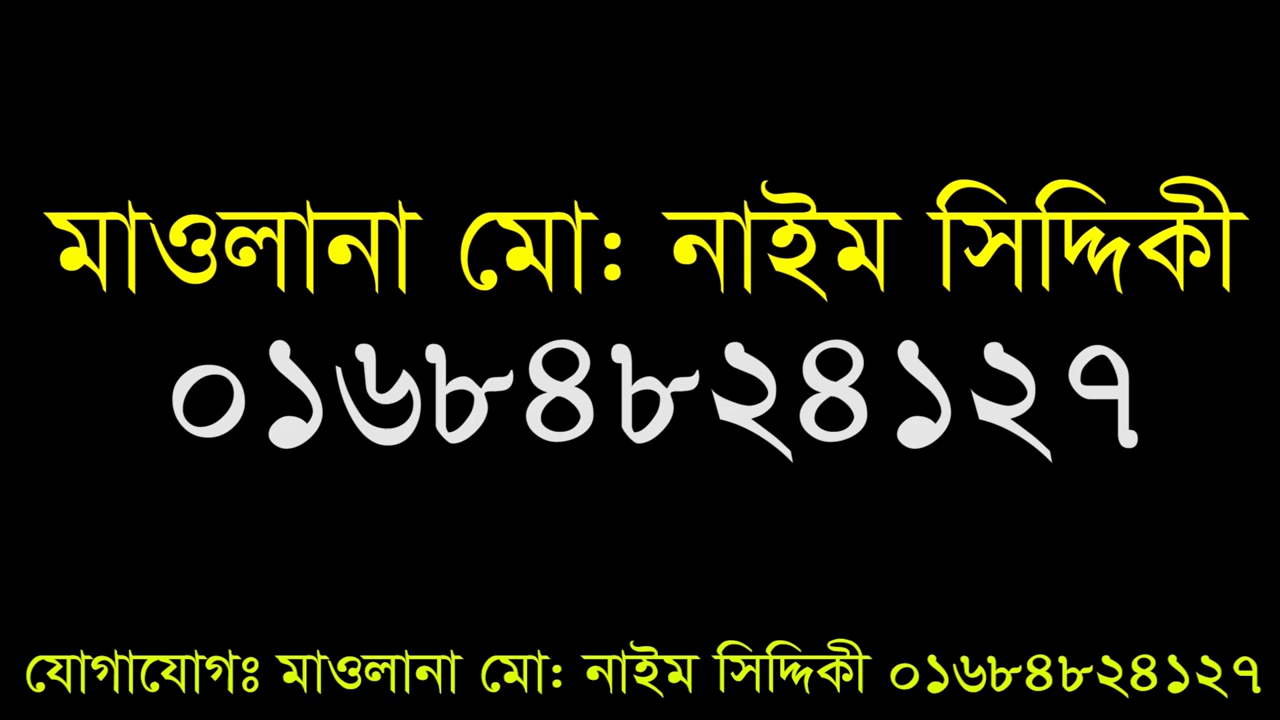 মাওলানা মো: নাইম সিদ্দিকী
০১৬৮৪৮২৪১২৭
যোগাযোগঃ মাওলানা মো: নাইম সিদ্দিকী ০১৬৮৪৮২৪১২৭